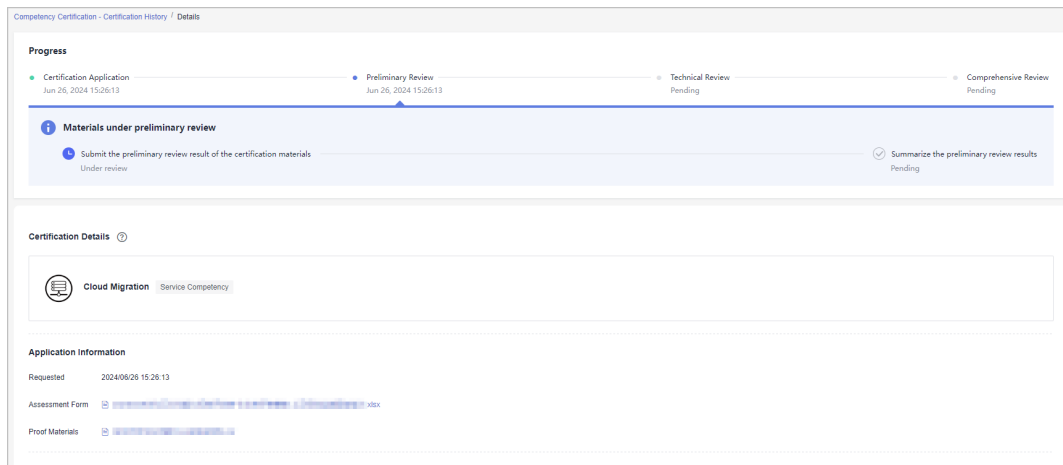 Competency Certification - Certification History / Details
Progress
Certification Application Preliminary Review Technical Review Comprehensive Review
Jun 26, 2024 15:26:13 Jun 26, 2024 15:26:13 Pending Pending
Materials under preliminary review
Submit the preliminary review result of the certification materials Summarize the preliminary review results
Under review Pending
Certification Details
Cloud Migration Service Competency
Application Information
Requested 2024/06/26 15:26:13
Assessment Form .xlsx
Proof Materials